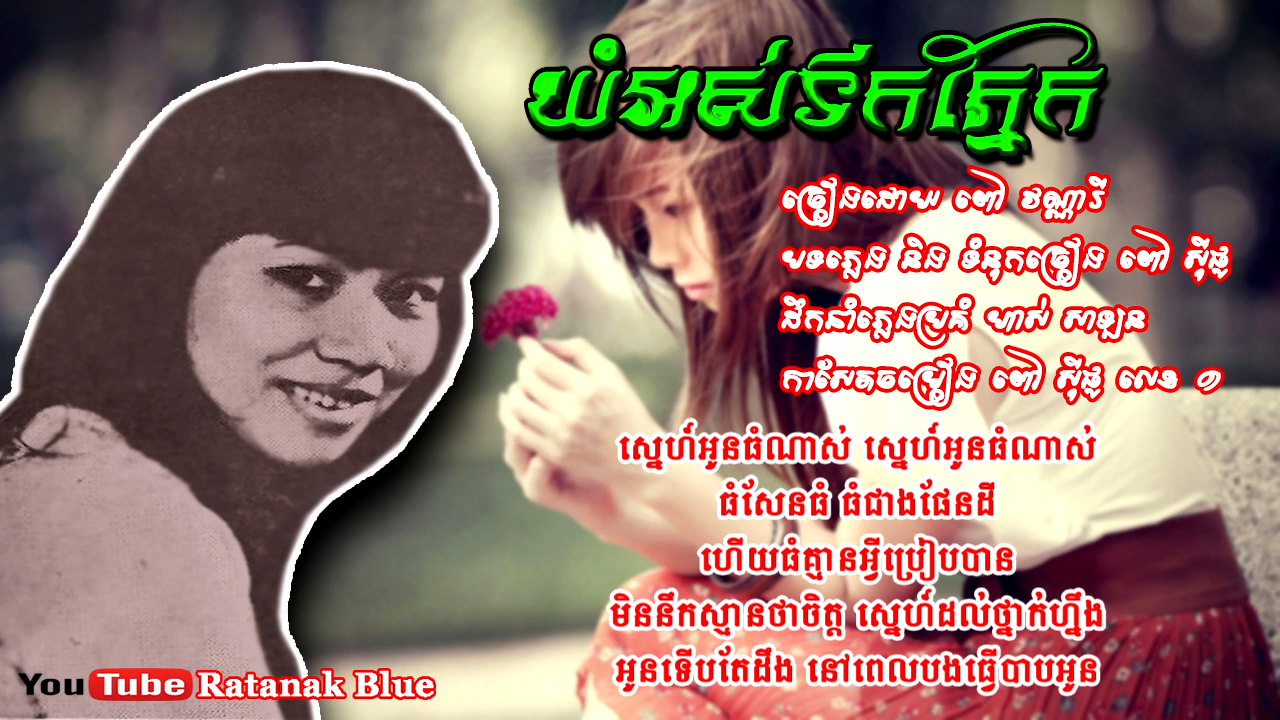 យំអស់ទឹកភ្នែក
ច្រៀងដោយ ហៅ វណ្ណារី
បទភ្លេង និង ទំនុកច្រៀង ហៅ ស៊ីផូ
ដឹកនាំភ្លេងប្រគំ ហាស់ សាឡន
កាសែតចម្រៀង ហៅ ស៊ីផូ លេខ ១
ស្នេហ៍អូនធំណាស់ ស្នេហ៍អូនធំណាស់
ធំសែនធំ ធំជាងផែនដី
ហើយធំគ្មានអ្វីប្រៀបបាន
មិននឹកស្មានថាចិត្ត ស្នេហ៍ដល់ថ្នាក់ហ្នឹង
អូនទើបតែដឹង នៅពេលបងធ្វើបាបអូន
YouTube Ratanak Blue